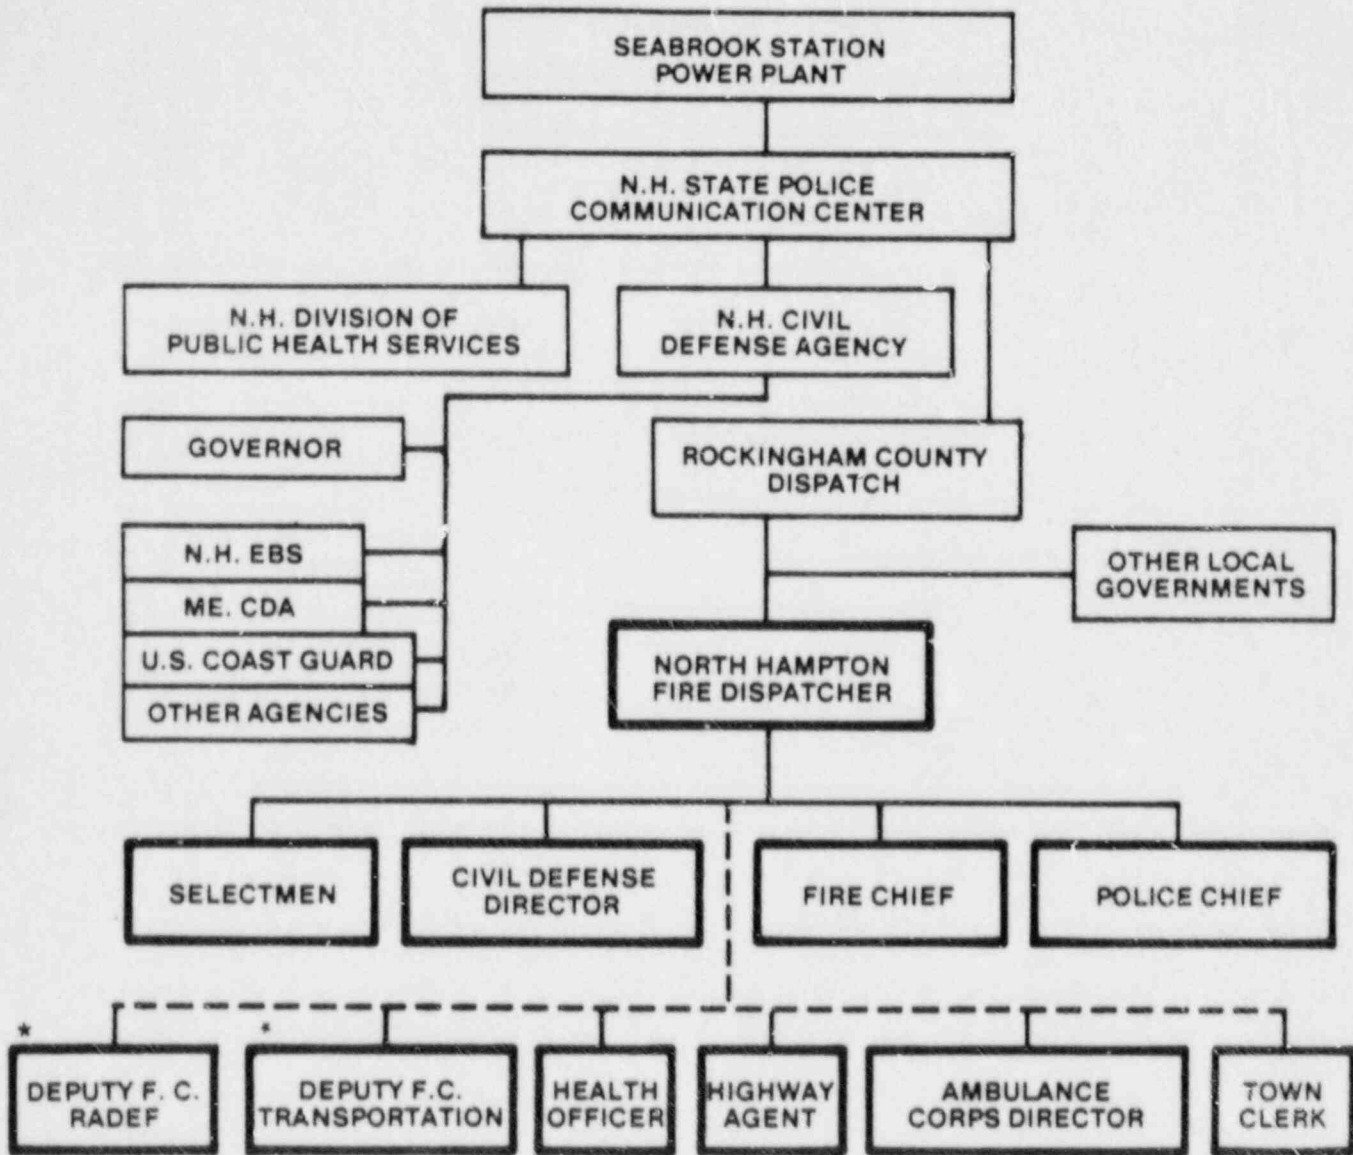 SEABROOK STATION
POWER PLANT
N.H. STATE POLICE
COMMUNICATION CENTER
N.H. DIVISION OF
PUBLIC HEALTH SERVICES
N.H. CIVIL
DEFENSE AGENCY
GOVERNOR
ROCKINGHAM COUNTY
DISPATCH
N.H. EBS
ME. CDA
U.S. COAST GUARD
OTHER AGENCIES
OTHER LOCAL
GOVERNMENTS
NORTH HAMPTON
FIRE DISPATCHER
SELECTMEN
CIVIL DEFENSE
DIRECTOR
FIRE CHIEF
POLICE CHIEF
*
DEPUTY F. C.
RADEF
*
DEPUTY F.C.
TRANSPORTATION
HEALTH
OFFICER
HIGHWAY
AGENT
AMBULANCE
CORPS DIRECTOR
TOWN
CLERK